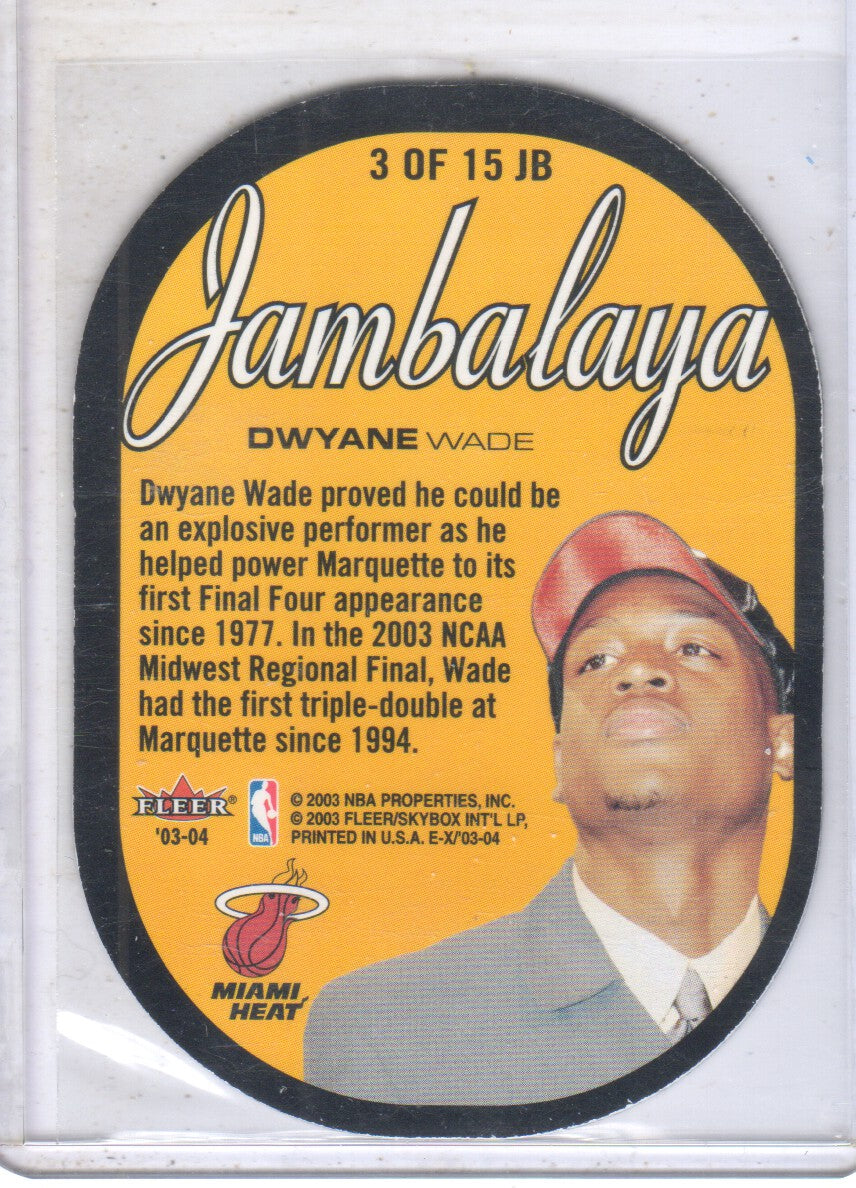 3 OF 15 JB
Jambalaya
DWYANE WADE
Dwyane Wade proved he could be
an explosive performer as he
helped power Marquette to its
first Final Four appearance
since 1977. In the 2003 NCAA
Midwest Regional Final, Wade
had the first triple-double at
Marquette since 1994.
FLEER®
'03-04
NBA
© 2003 NBA PROPERTIES, INC.
© 2003 FLEER/SKYBOX INT'L LP,
PRINTED IN U.S.A. E-X/'03-04
MIAMI
HEAT